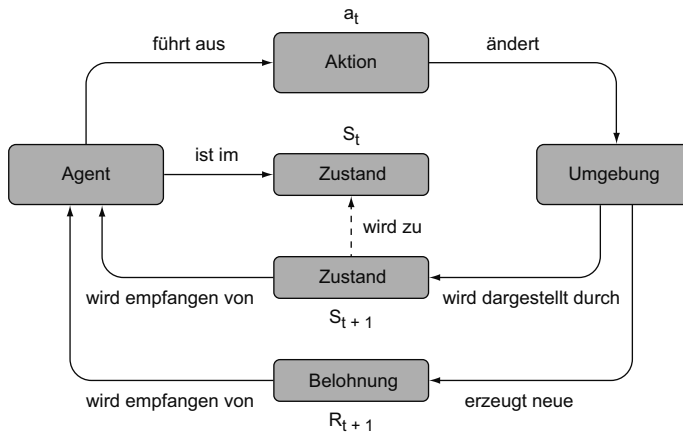 a_t
führt aus
Aktion
ändert
S_t
Agent
ist im
Zustand
Umgebung
wird zu
Zustand
wird empfangen von
wird dargestellt durch
S_t + 1
Belohnung
wird empfangen von
erzeugt neue
R_t + 1